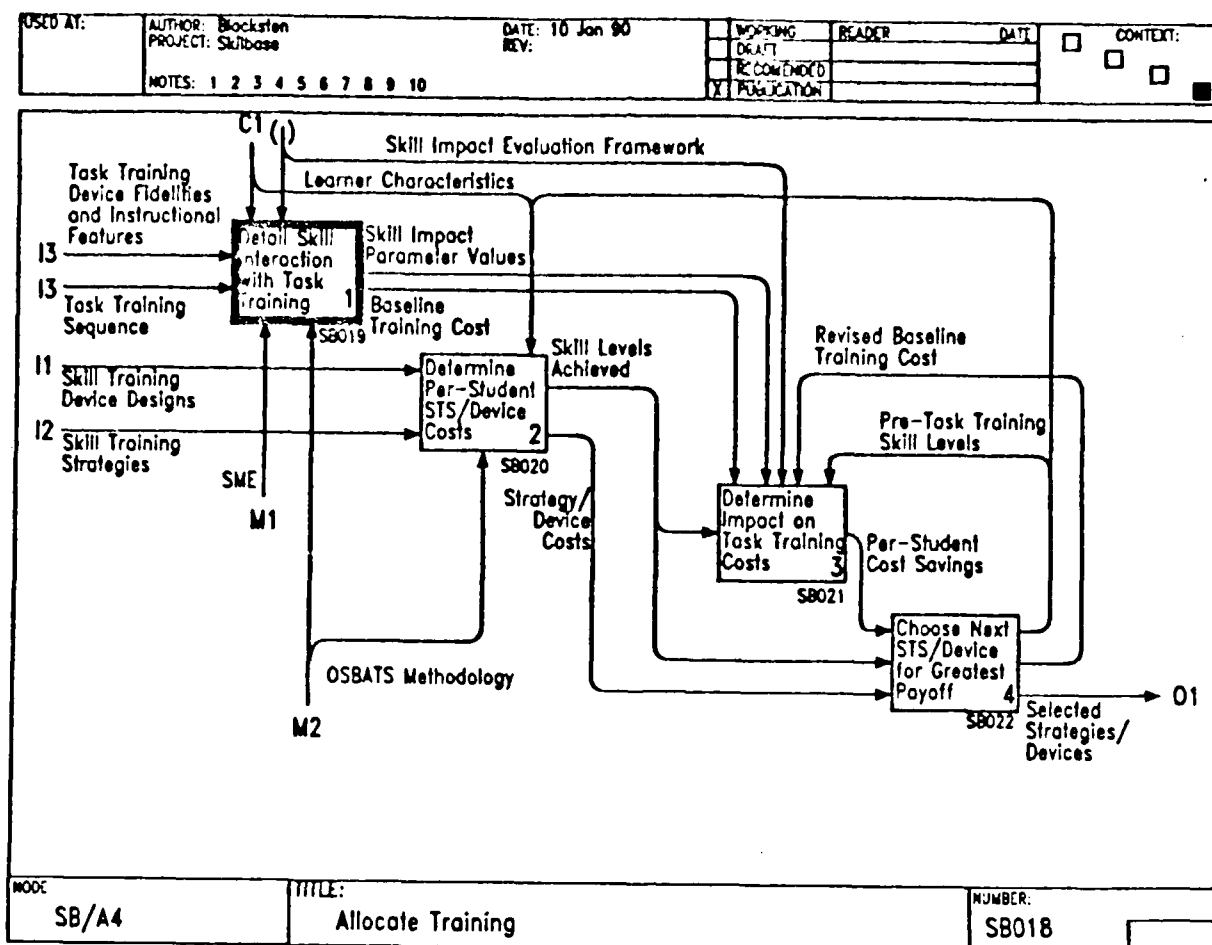 USED AT:
AUTHOR: Blacksten
PROJECT: Skilbase
DATE: 10 Jan 90
REV:
NOTES: 1 2 3 4 5 6 7 8 9 10
WORKING
DRAFT
RECOMENDED
X PUBLICATION
READER DATE
CONTEXT:
C1
( )
Skill Impact Evaluation Framework
Learner Characteristics
Task Training
Device Fidelities
and Instructional
Features
I3
I3
Task Training
Sequence
Detail Skill
Interaction
with Task
Training 1
SB019
Skill Impact
Parameter Values
Baseline
Training Cost
I1
Skill Training
Device Designs
I2
Skill Training
Strategies
SME
M1
Determine
Per-Student
STS/Device
Costs 2
SB020
Skill Levels
Achieved
Revised Baseline
Training Cost
Pre-Task Training
Skill Levels
Strategy/
Device
Costs
Determine
Impact on
Task Training
Costs 3
SB021
Per-Student
Cost Savings
Choose Next
STS/Device
for Greatest
Payoff 4
SB022
O1
Selected
Strategies/
Devices
OSBATS Methodology
M2
NODE
SB/A4
TITLE:
Allocate Training
NUMBER:
SB018